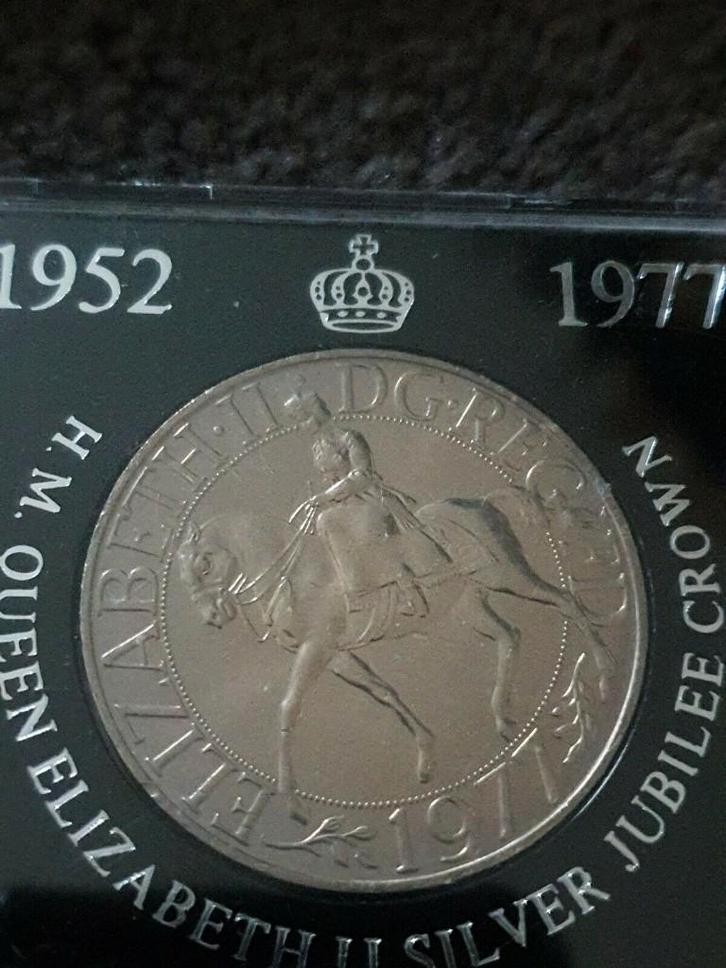 1952 1977
H.M. QUEEN ELIZABETH II SILVER JUBILEE CROWN
ELIZABETH·II DG·REG FD 1977